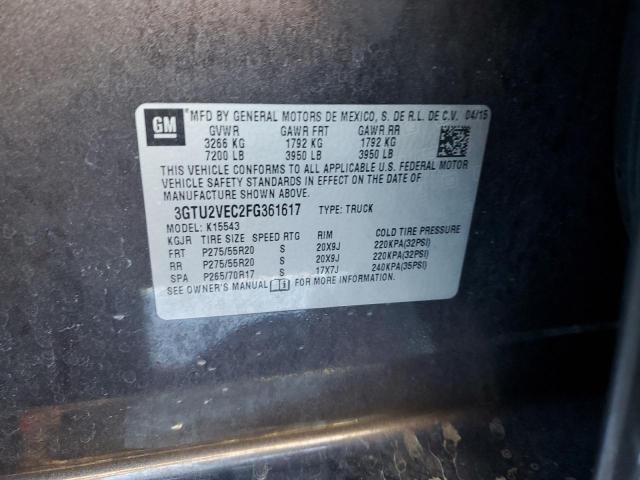 GM
MFD BY GENERAL MOTORS DE MEXICO, S. DE R.L. DE C.V. 04/15
GVWR GAWR FRT GAWR RR
3266 KG 1792 KG 1792 KG
7200 LB 3950 LB 3950 LB
THIS VEHICLE CONFORMS TO ALL APPLICABLE U.S. FEDERAL MOTOR
VEHICLE SAFETY STANDARDS IN EFFECT ON THE DATE OF
MANUFACTURE SHOWN ABOVE.
3GTU2VEC2FG361617 TYPE: TRUCK
MODEL: K15543
KGJR TIRE SIZE SPEED RTG RIM COLD TIRE PRESSURE
FRT P275/55R20 S 20X9J 220KPA(32PSI)
RR P275/55R20 S 20X9J 220KPA(32PSI)
SPA P265/70R17 S 17X7J 240KPA(35PSI)
SEE OWNER'S MANUAL FOR MORE INFORMATION.